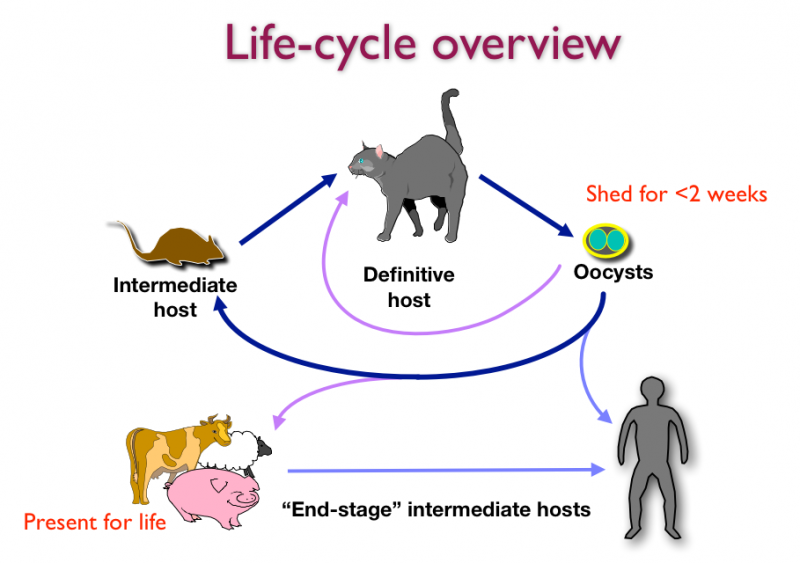 Life-cycle overview
Shed for <2 weeks
Intermediate
host
Definitive
host
Oocysts
Present for life
“End-stage” intermediate hosts